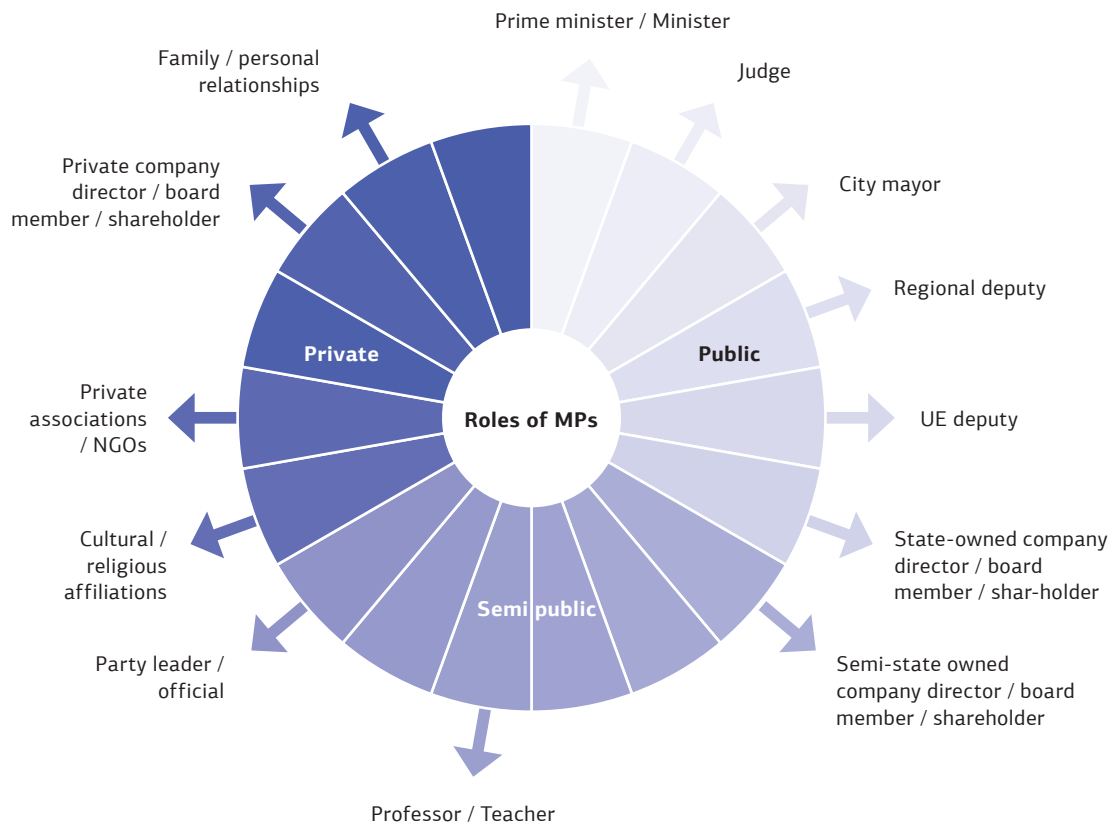 Prime minister / Minister
Judge
City mayor
Regional deputy
UE deputy
State-owned company
director / board
member / shar-holder
Semi-state owned
company director / board
member / shareholder
Professor / Teacher
Party leader /
official
Cultural /
religious
affiliations
Private
associations
/ NGOs
Private company
director / board
member / shareholder
Family / personal
relationships
Private
Public
Roles of MPs
Semi public